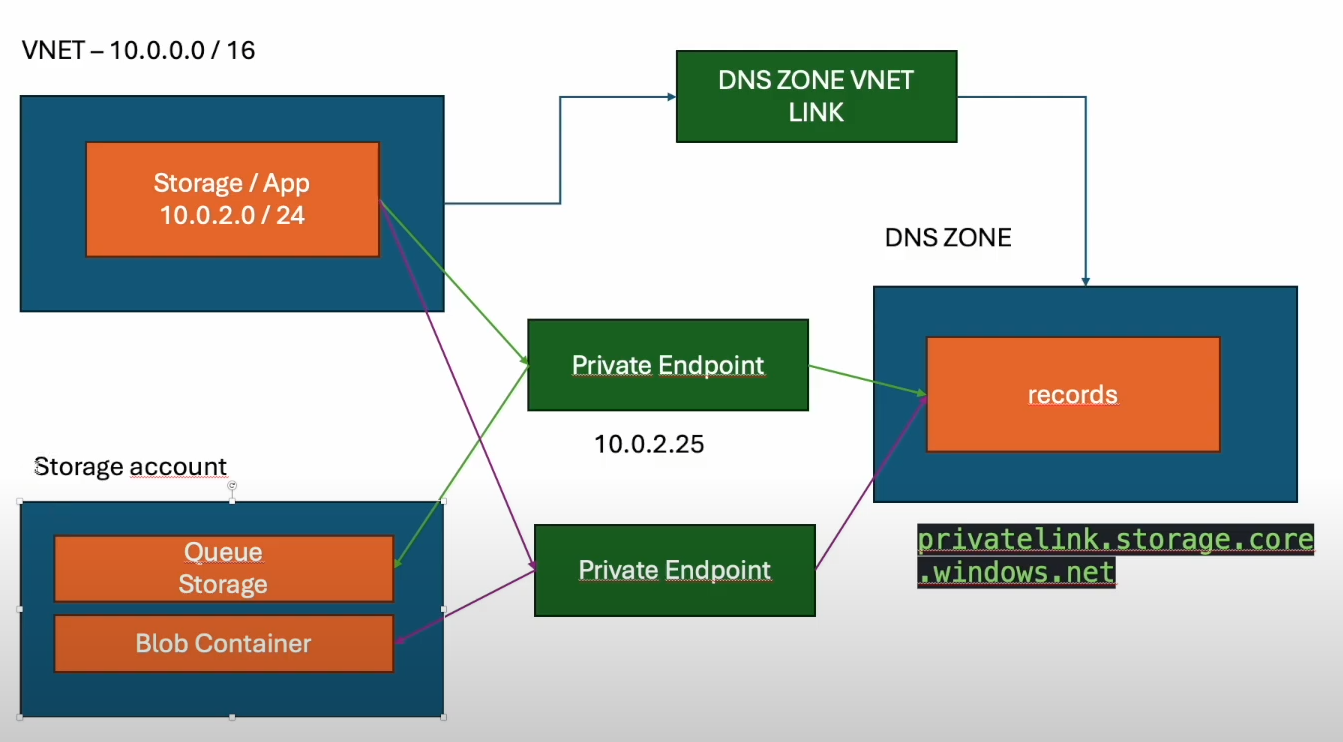 VNET – 10.0.0.0 / 16
DNS ZONE VNET
LINK
Storage / App
10.0.2.0 / 24
DNS ZONE
Private Endpoint
records
10.0.2.25
Storage account
privatelink.storage.core
.windows.net
Queue
Storage
Private Endpoint
Blob Container